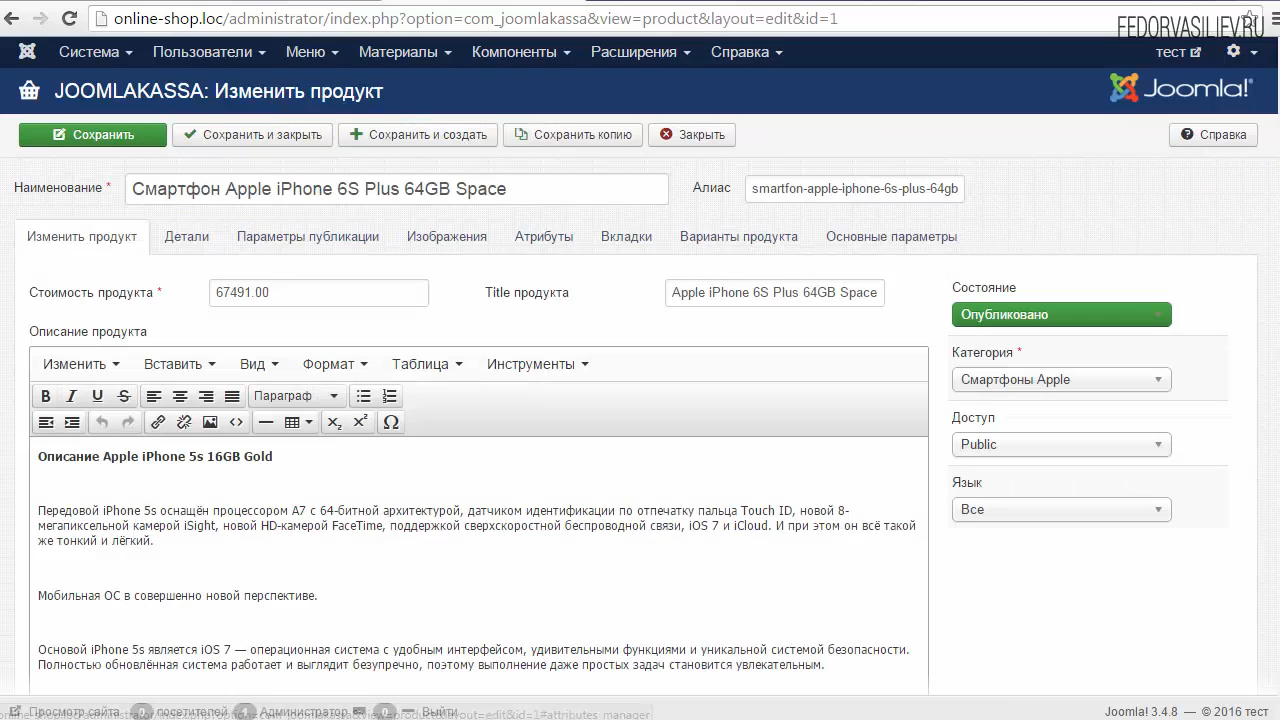 online-shop.loc/administrator/index.php?option=com_joomlakassa&view=product&layout=edit&id=1
FEDORVASILIEV.RU
Система Пользователи Меню Материалы Компоненты Расширения Справка тест
JOOMLAKASSA: Изменить продукт Joomla!
Сохранить Сохранить и закрыть Сохранить и создать Сохранить копию Закрыть Справка
Наименование * Смартфон Apple iPhone 6S Plus 64GB Space Алиас smartfon-apple-iphone-6s-plus-64gb
Изменить продукт Детали Параметры публикации Изображения Атрибуты Вкладки Варианты продукта Основные параметры
Стоимость продукта * 67491.00 Title продукта Apple iPhone 6S Plus 64GB Space
Состояние
Опубликовано
Категория *
Смартфоны Apple
Доступ
Public
Язык
Все
Описание продукта
Изменить Вставить Вид Формат Таблица Инструменты
B I U S Параграф
X₂ X² Ω
Описание Apple iPhone 5s 16GB Gold
Передовой iPhone 5s оснащён процессором A7 с 64-битной архитектурой, датчиком идентификации по отпечатку пальца Touch ID, новой 8-
мегапиксельной камерой iSight, новой HD-камерой FaceTime, поддержкой сверхскоростной беспроводной связи, iOS 7 и iCloud. И при этом он всё такой
же тонкий и лёгкий.
Мобильная ОС в совершенно новой перспективе.
Основой iPhone 5s является iOS 7 — операционная система с удобным интерфейсом, удивительными функциями и уникальной системой безопасности.
Полностью обновлённая система работает и выглядит безупречно, поэтому выполнение даже простых задач становится увлекательным.
Просмотр сайта 0 посетителей 1 Администратор 0 Выйти
Joomla! 3.4.8 — © 2016 тест